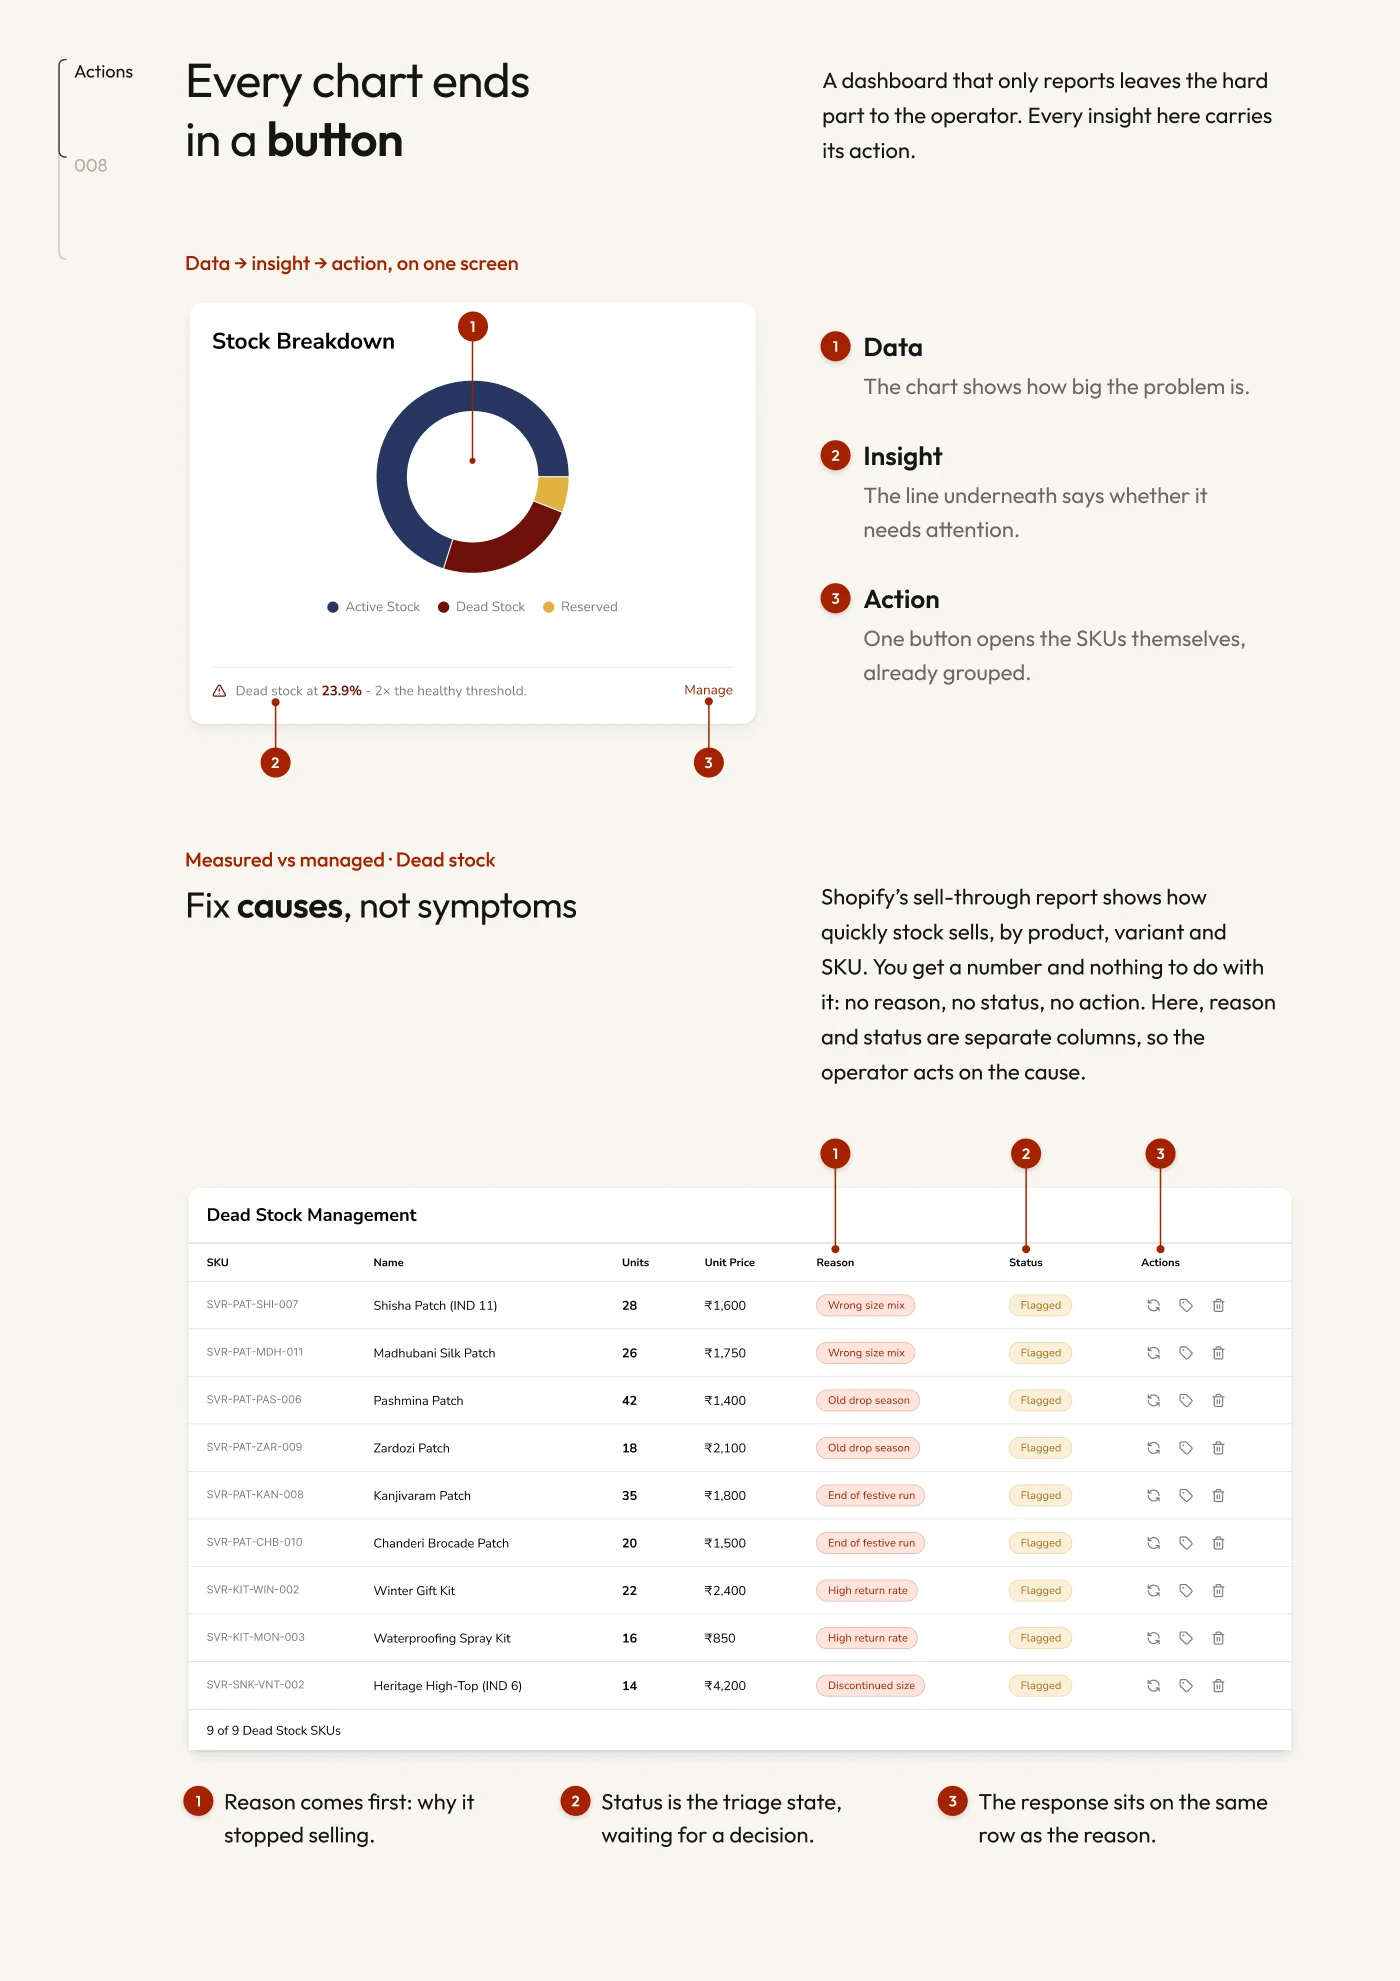 Actions
008
Every chart ends
in a button
A dashboard that only reports leaves the hard
part to the operator. Every insight here carries
its action.
Data → insight → action, on one screen
Stock Breakdown
1
Active Stock Dead Stock Reserved
Dead stock at 23.9% - 2× the healthy threshold. Manage
2 3
1 Data
The chart shows how big the problem is.
2 Insight
The line underneath says whether it
needs attention.
3 Action
One button opens the SKUs themselves,
already grouped.
Measured vs managed · Dead stock
Fix causes, not symptoms
Shopify’s sell-through report shows how
quickly stock sells, by product, variant and
SKU. You get a number and nothing to do with
it: no reason, no status, no action. Here, reason
and status are separate columns, so the
operator acts on the cause.
1 2 3
Dead Stock Management
SKU Name Units Unit Price Reason Status Actions
SVR-PAT-SHI-007 Shisha Patch (IND 11) 28 ₹1,600 Wrong size mix Flagged
SVR-PAT-MDH-011 Madhubani Silk Patch 26 ₹1,750 Wrong size mix Flagged
SVR-PAT-PAS-006 Pashmina Patch 42 ₹1,400 Old drop season Flagged
SVR-PAT-ZAR-009 Zardozi Patch 18 ₹2,100 Old drop season Flagged
SVR-PAT-KAN-008 Kanjivaram Patch 35 ₹1,800 End of festive run Flagged
SVR-PAT-CHB-010 Chanderi Brocade Patch 20 ₹1,500 End of festive run Flagged
SVR-KIT-WIN-002 Winter Gift Kit 22 ₹2,400 High return rate Flagged
SVR-KIT-MON-003 Waterproofing Spray Kit 16 ₹850 High return rate Flagged
SVR-SNK-VNT-002 Heritage High-Top (IND 6) 14 ₹4,200 Discontinued size Flagged
9 of 9 Dead Stock SKUs
1 Reason comes first: why it
stopped selling.
2 Status is the triage state,
waiting for a decision.
3 The response sits on the same
row as the reason.